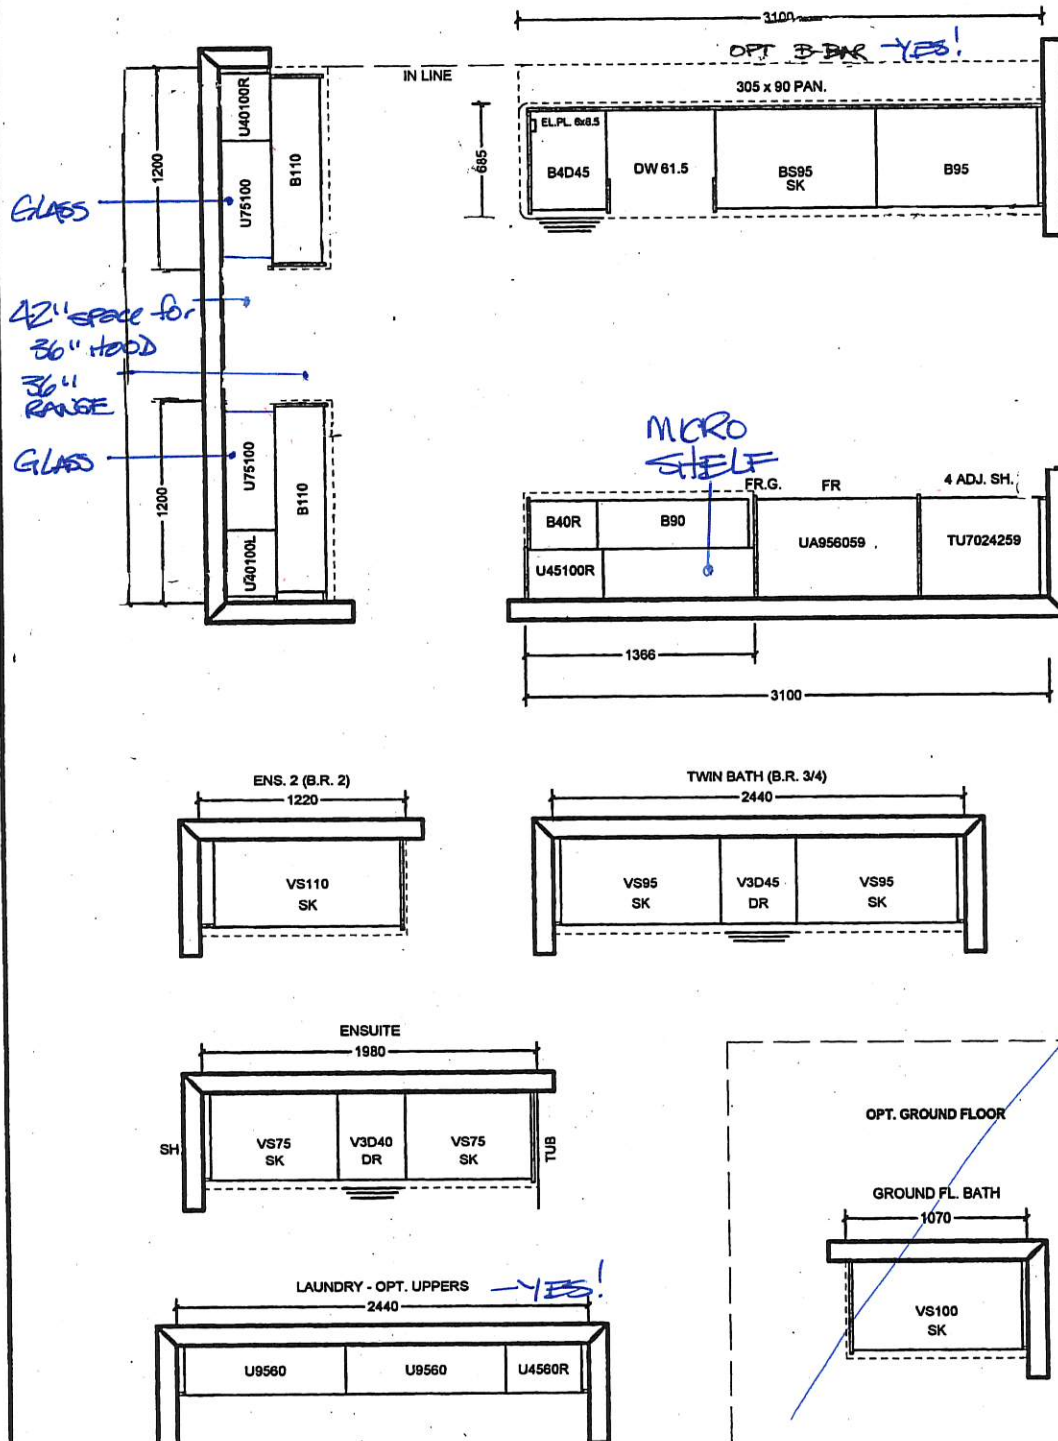 3100
OPT B-BAR -YES!
IN LINE
305 x 90 PAN.
U40100R
B110
1200
U75100
GLASS
685
EL.PL. 6x8.5
B4D45
DW 61.5
BS95
SK
B95
42" space for
36" HOOD
36"
RANGE
GLASS
1200
U75100
B110
U40100L
MICRO
SHELF
FR.G.
FR
4 ADJ. SH.
B40R
B90
UA956059
TU7024259
U45100R
1366
3100
ENS. 2 (B.R. 2)
1220
VS110
SK
TWIN BATH (B.R. 3/4)
2440
VS95
SK
V3D45
DR
VS95
SK
ENSUITE
1980
SH.
VS75
SK
V3D40
DR
VS75
SK
TUB
OPT. GROUND FLOOR
GROUND FL. BATH
1070
VS100
SK
LAUNDRY - OPT. UPPERS -YES!
2440
U9560
U9560
U4560R